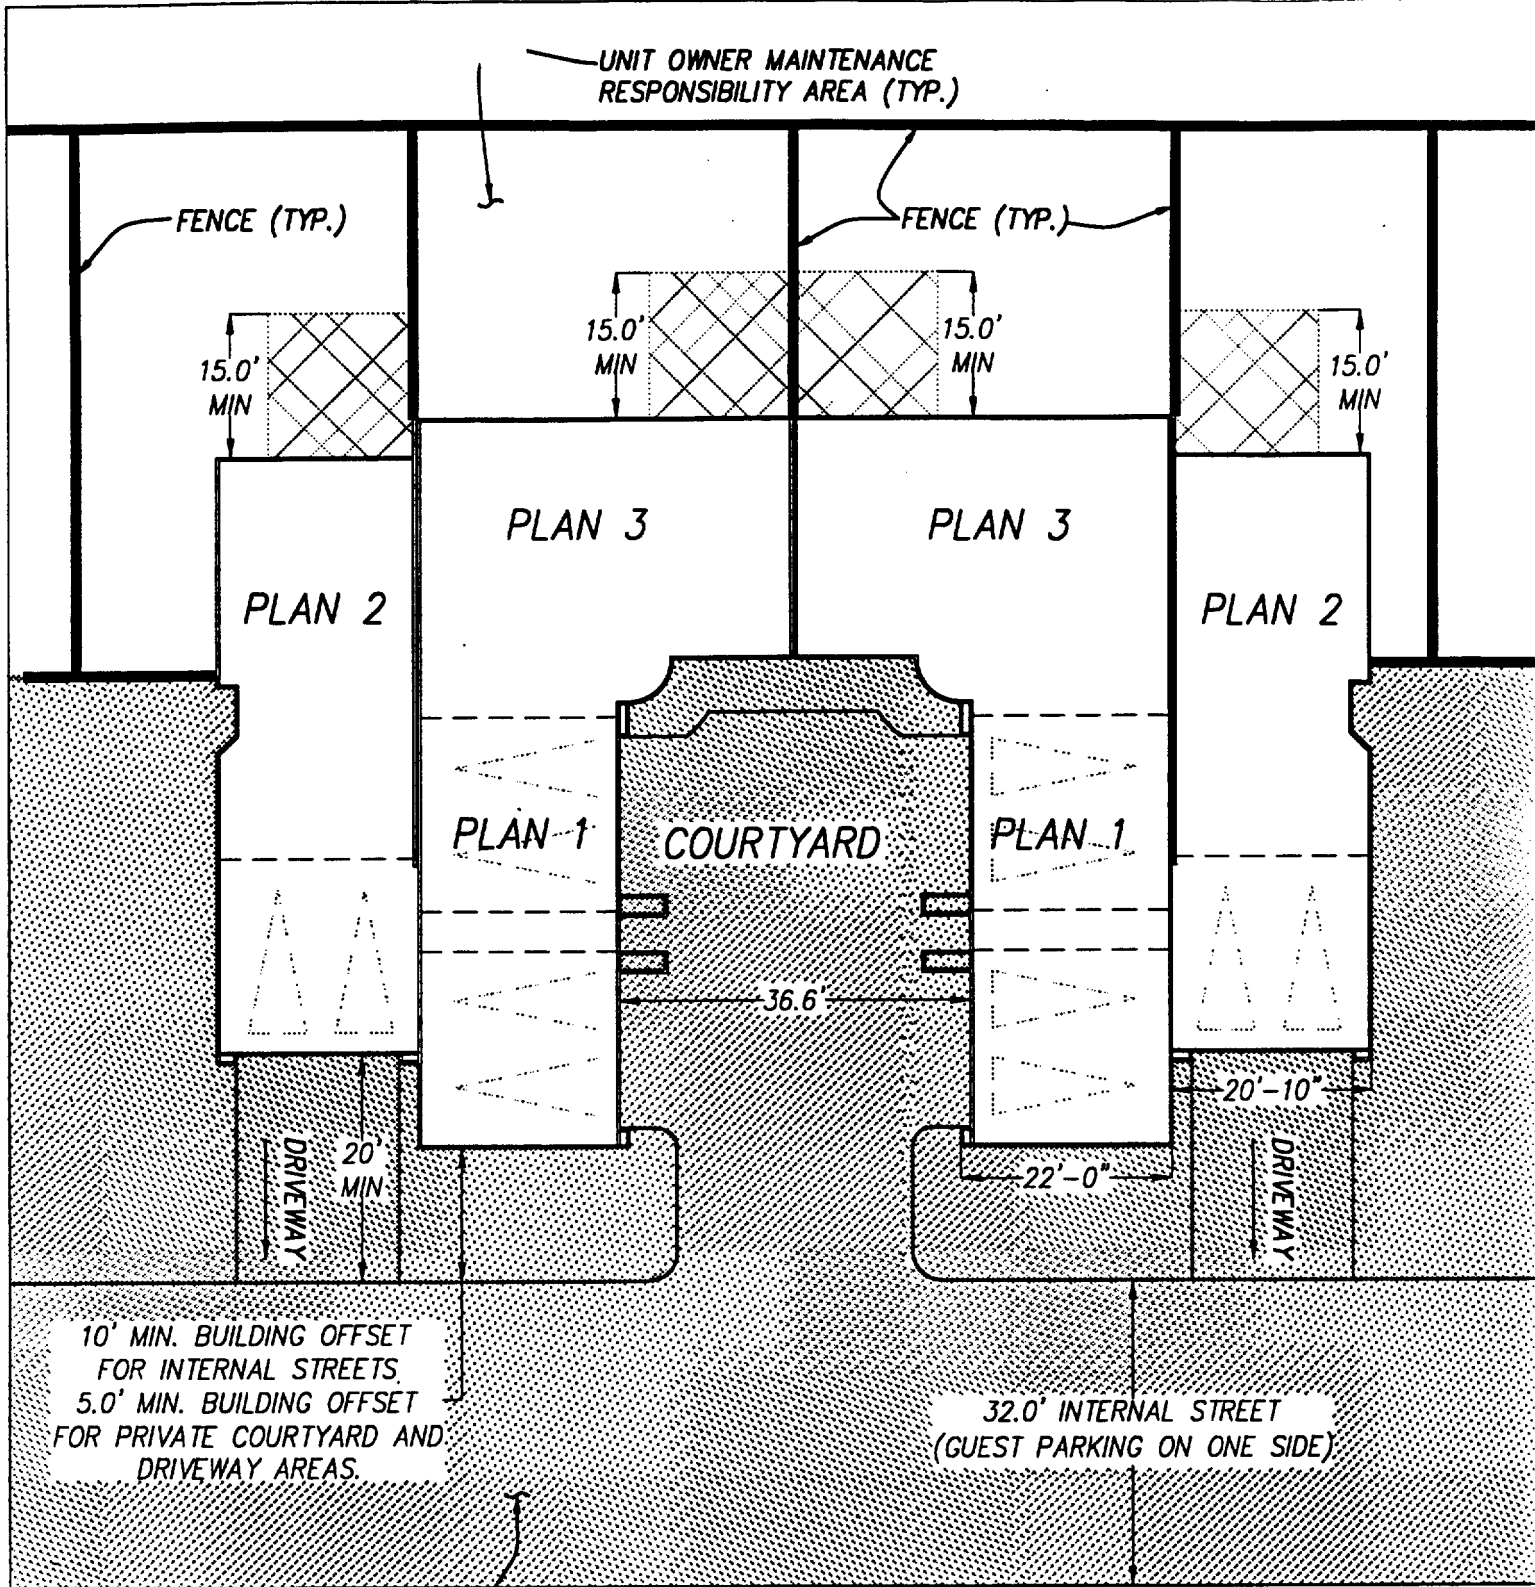 UNIT OWNER MAINTENANCE
RESPONSIBILITY AREA (TYP.)
FENCE (TYP.)
FENCE (TYP.)
15.0'
MIN
15.0'
MIN
15.0'
MIN
15.0'
MIN
PLAN 3
PLAN 3
PLAN 2
PLAN 2
PLAN 1
COURTYARD
PLAN 1
36.6'
20'-10"
DRIVEWAY
20'
MIN
22'-0"
DRIVEWAY
10' MIN. BUILDING OFFSET
FOR INTERNAL STREETS,
5.0' MIN. BUILDING OFFSET
FOR PRIVATE COURTYARD AND
DRIVEWAY AREAS.
32.0' INTERNAL STREET
(GUEST PARKING ON ONE SIDE)